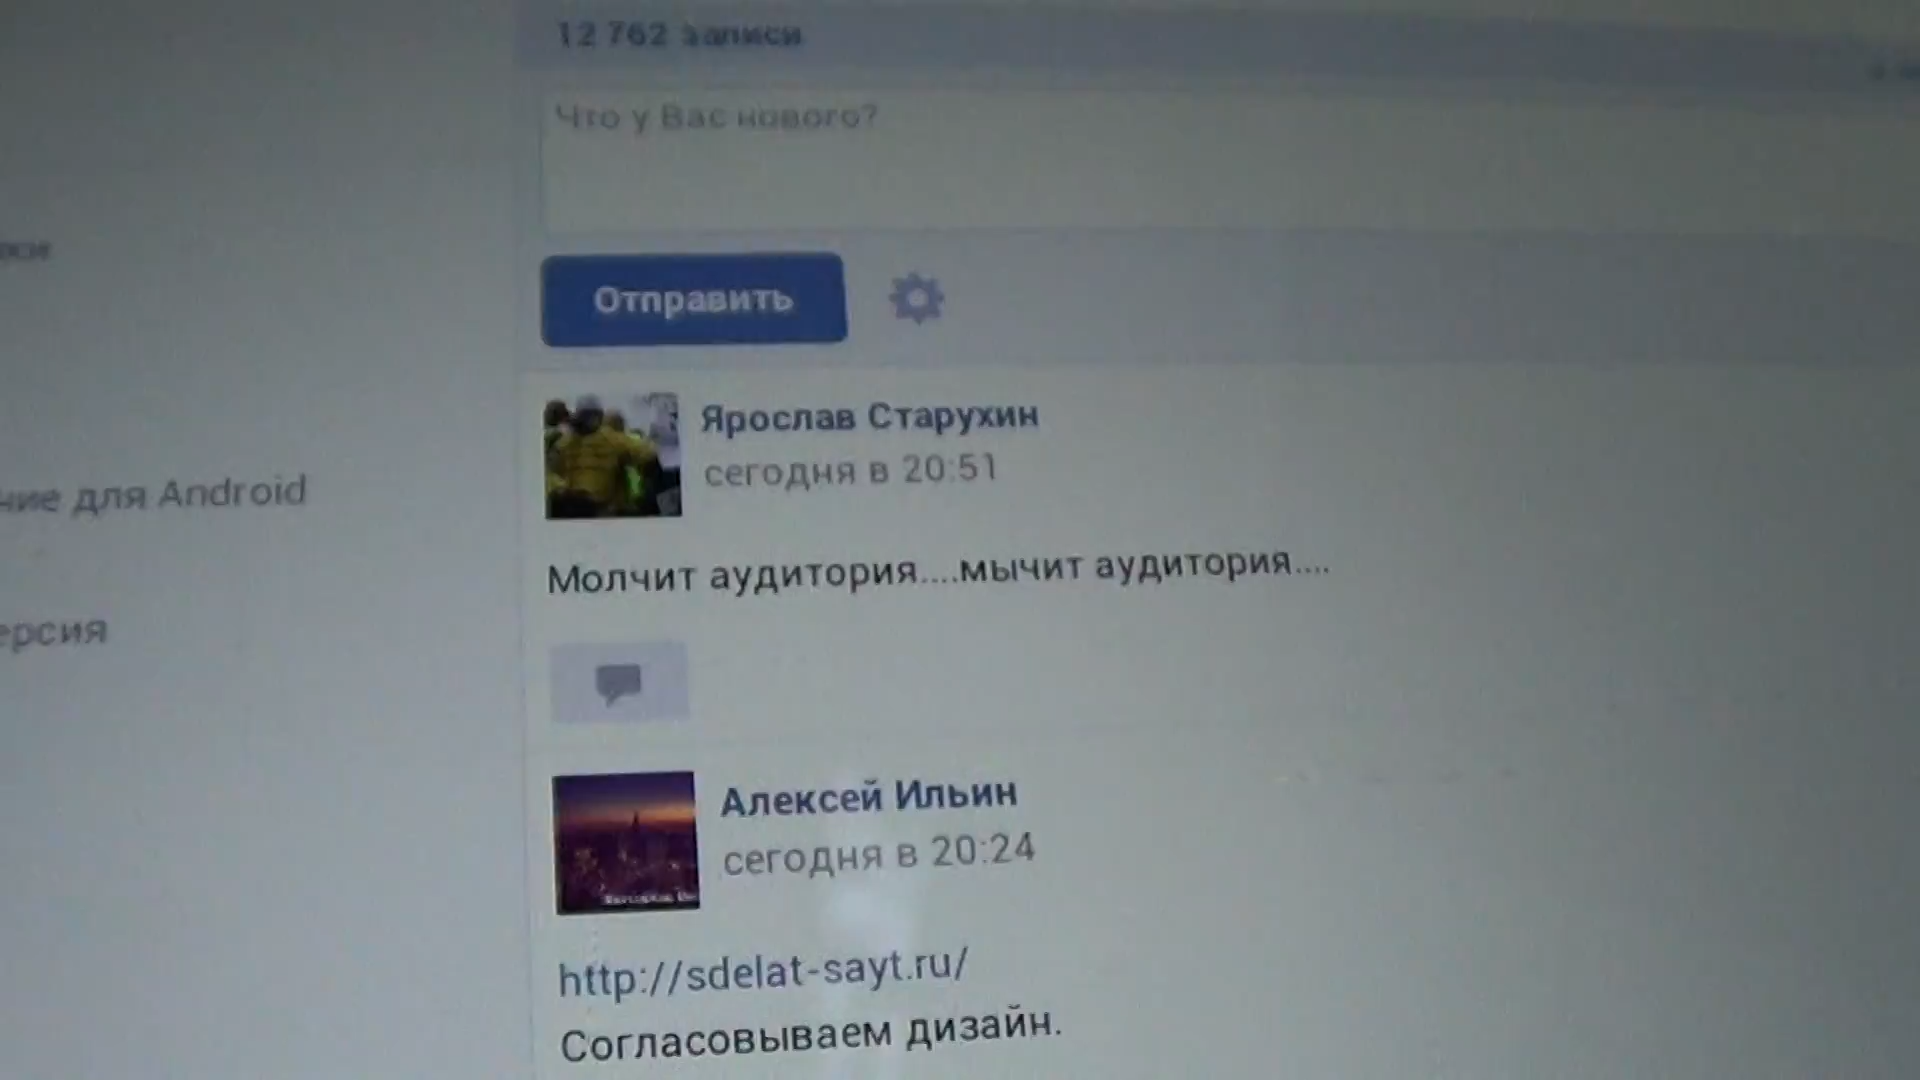 12 762 записи
Что у Вас нового?
Отправить
Ярослав Старухин
сегодня в 20:51
ние для Android
Молчит аудитория....мычит аудитория....
ерсия
Алексей Ильин
сегодня в 20:24
http://sdelat-sayt.ru/
Согласовываем дизайн.